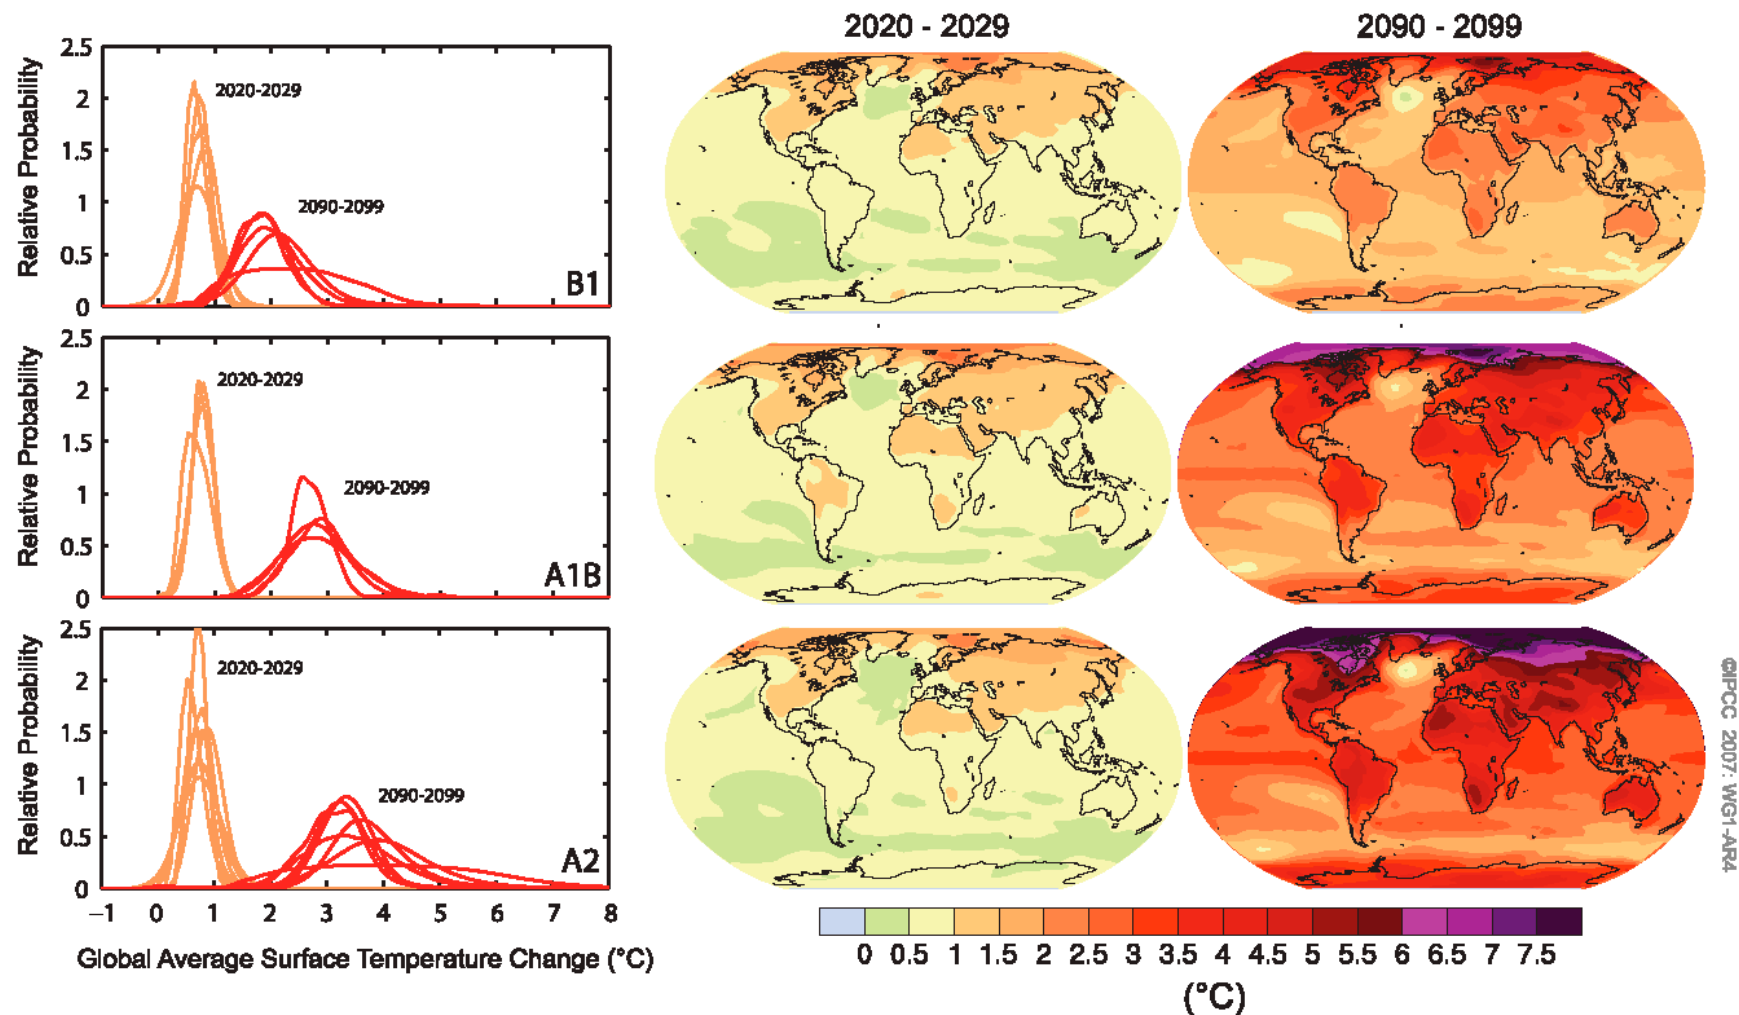 2020 - 2029
2090 - 2099
2.5
2
1.5
1
0.5
0
Relative Probability
2020-2029
2090-2099
B1
2.5
2
1.5
1
0.5
0
Relative Probability
2020-2029
2090-2099
A1B
2.5
2
1.5
1
0.5
0
Relative Probability
2020-2029
2090-2099
A2
−1 0 1 2 3 4 5 6 7 8
Global Average Surface Temperature Change (°C)
0 0.5 1 1.5 2 2.5 3 3.5 4 4.5 5 5.5 6 6.5 7 7.5
(°C)
©IPCC 2007: WG1-AR4